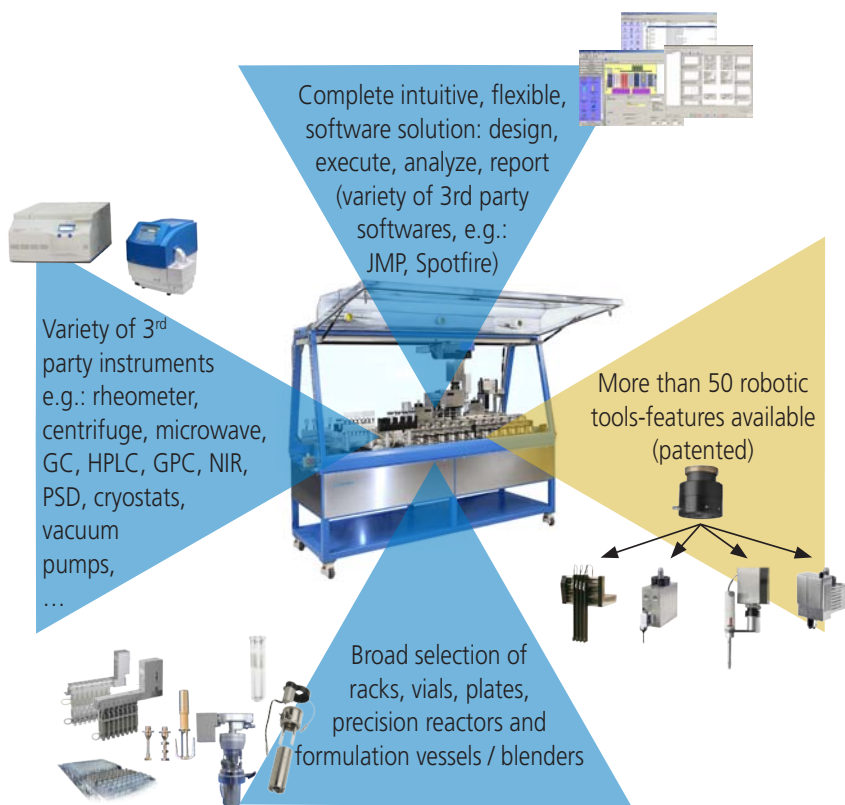 Complete intuitive, flexible,
software solution: design,
execute, analyze, report
(variety of 3rd party
softwares, e.g.:
JMP, Spotfire)
Variety of 3rd
party instruments
e.g.: rheometer,
centrifuge, microwave,
GC, HPLC, GPC, NIR,
PSD, cryostats,
vacuum
pumps,
...
More than 50 robotic
tools-features available
(patented)
Broad selection of
racks, vials, plates,
precision reactors and
formulation vessels / blenders